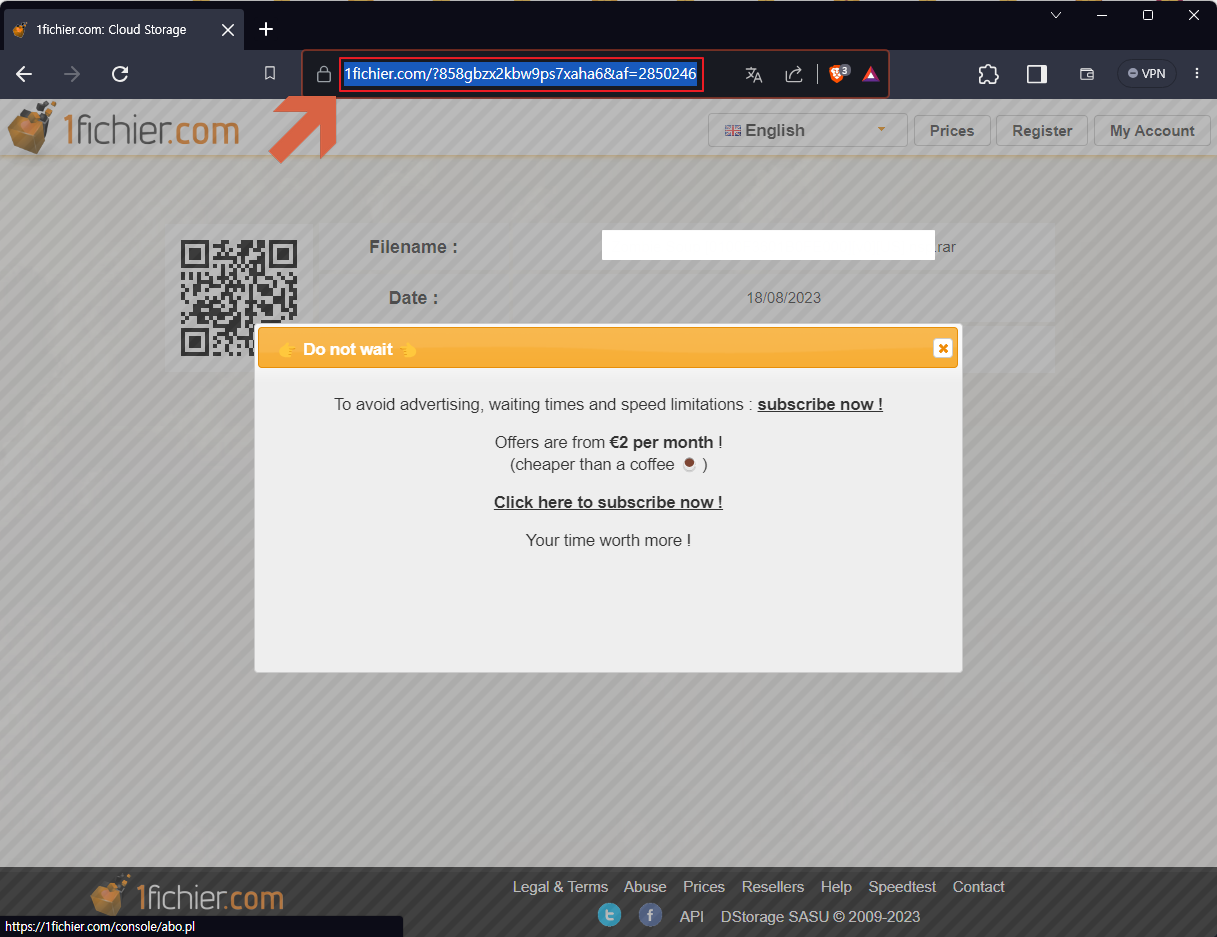 1fichier.com: Cloud Storage
1fichier.com/?858gbzx2kbw9ps7xaha6&af=2850246
3
VPN
1fichier.com
English
Prices
Register
My Account
Filename :
.rar
Date :
18/08/2023
Do not wait
To avoid advertising, waiting times and speed limitations : subscribe now !
Offers are from €2 per month !
(cheaper than a coffee ☕ )
Click here to subscribe now !
Your time worth more !
1fichier.com
Legal & Terms Abuse Prices Resellers Help Speedtest Contact
API DStorage SASU © 2009-2023
https://1fichier.com/console/abo.pl